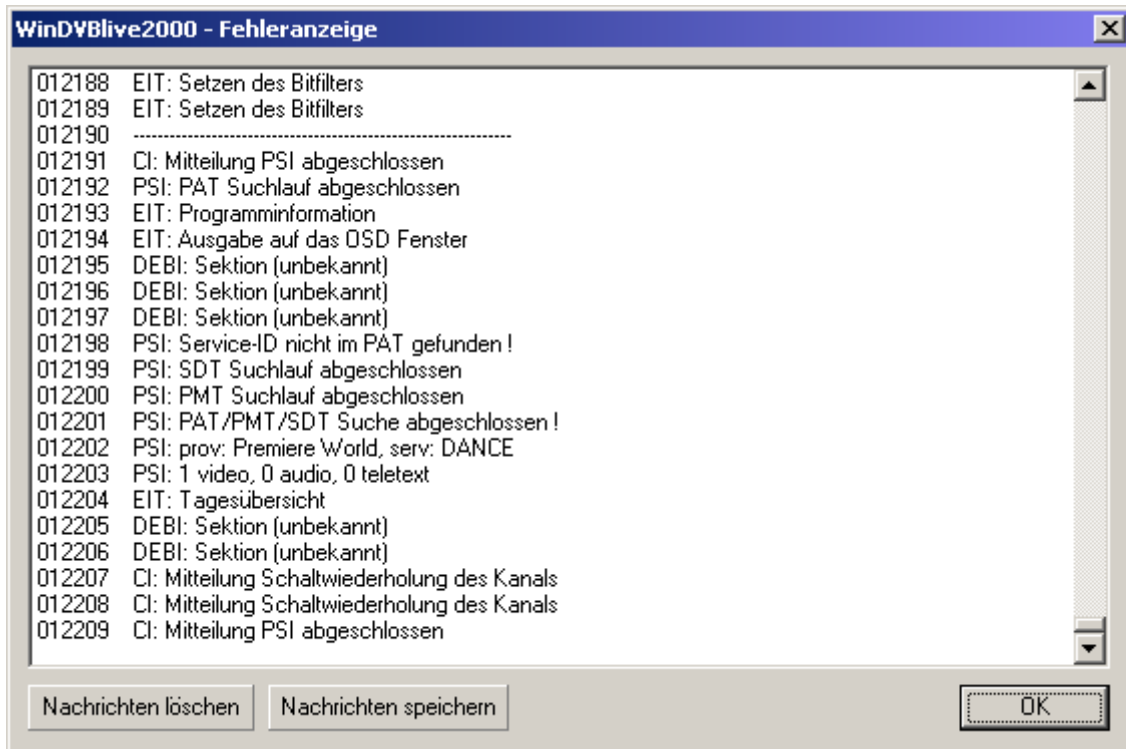 WinDVBlive2000 - Fehleranzeige
012188 EIT: Setzen des Bitfilters
012189 EIT: Setzen des Bitfilters
012190 ---------------------------------------------------------------
012191 CI: Mitteilung PSI abgeschlossen
012192 PSI: PAT Suchlauf abgeschlossen
012193 EIT: Programminformation
012194 EIT: Ausgabe auf das OSD Fenster
012195 DEBI: Sektion (unbekannt)
012196 DEBI: Sektion (unbekannt)
012197 DEBI: Sektion (unbekannt)
012198 PSI: Service-ID nicht im PAT gefunden !
012199 PSI: SDT Suchlauf abgeschlossen
012200 PSI: PMT Suchlauf abgeschlossen
012201 PSI: PAT/PMT/SDT Suche abgeschlossen !
012202 PSI: prov: Premiere World, serv: DANCE
012203 PSI: 1 video, 0 audio, 0 teletext
012204 EIT: Tagesübersicht
012205 DEBI: Sektion (unbekannt)
012206 DEBI: Sektion (unbekannt)
012207 CI: Mitteilung Schaltwiederholung des Kanals
012208 CI: Mitteilung Schaltwiederholung des Kanals
012209 CI: Mitteilung PSI abgeschlossen
Nachrichten löschen Nachrichten speichern OK